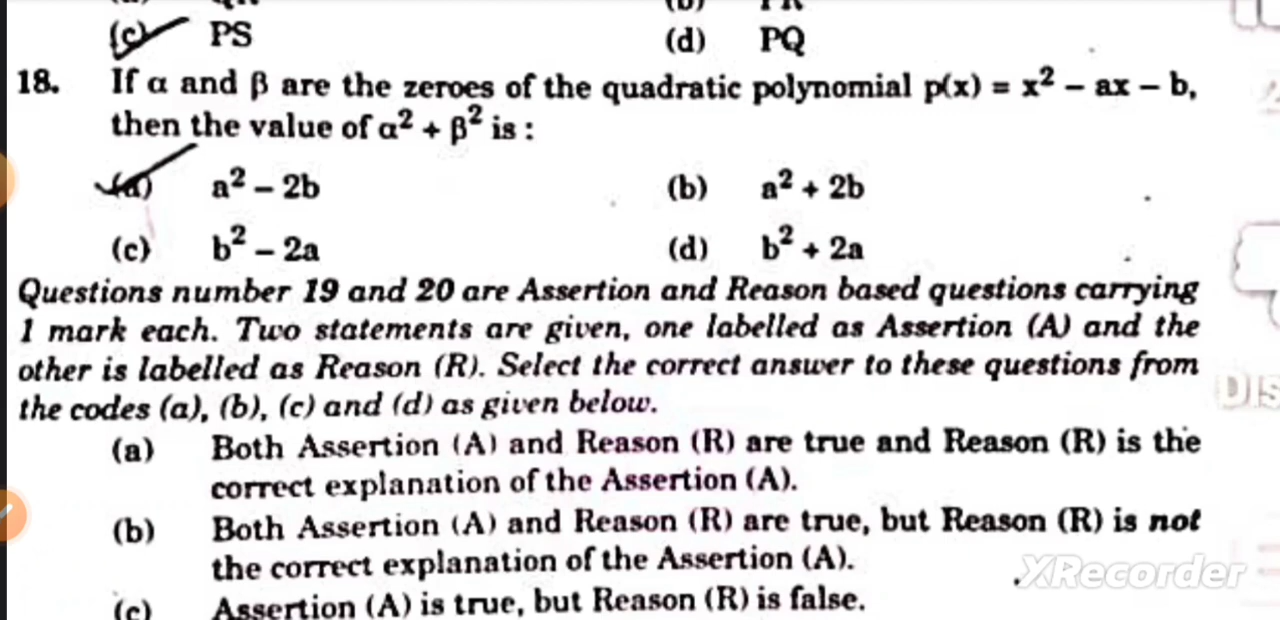 (c) PS (d) PQ
18. If α and β are the zeroes of the quadratic polynomial p(x) = x² – ax – b,
then the value of α² + β² is :
(a) a² – 2b (b) a² + 2b
(c) b² – 2a (d) b² + 2a
Questions number 19 and 20 are Assertion and Reason based questions carrying
1 mark each. Two statements are given, one labelled as Assertion (A) and the
other is labelled as Reason (R). Select the correct answer to these questions from
the codes (a), (b), (c) and (d) as given below.
(a) Both Assertion (A) and Reason (R) are true and Reason (R) is the
correct explanation of the Assertion (A).
(b) Both Assertion (A) and Reason (R) are true, but Reason (R) is not
the correct explanation of the Assertion (A).
(c) Assertion (A) is true, but Reason (R) is false.
XRecorder